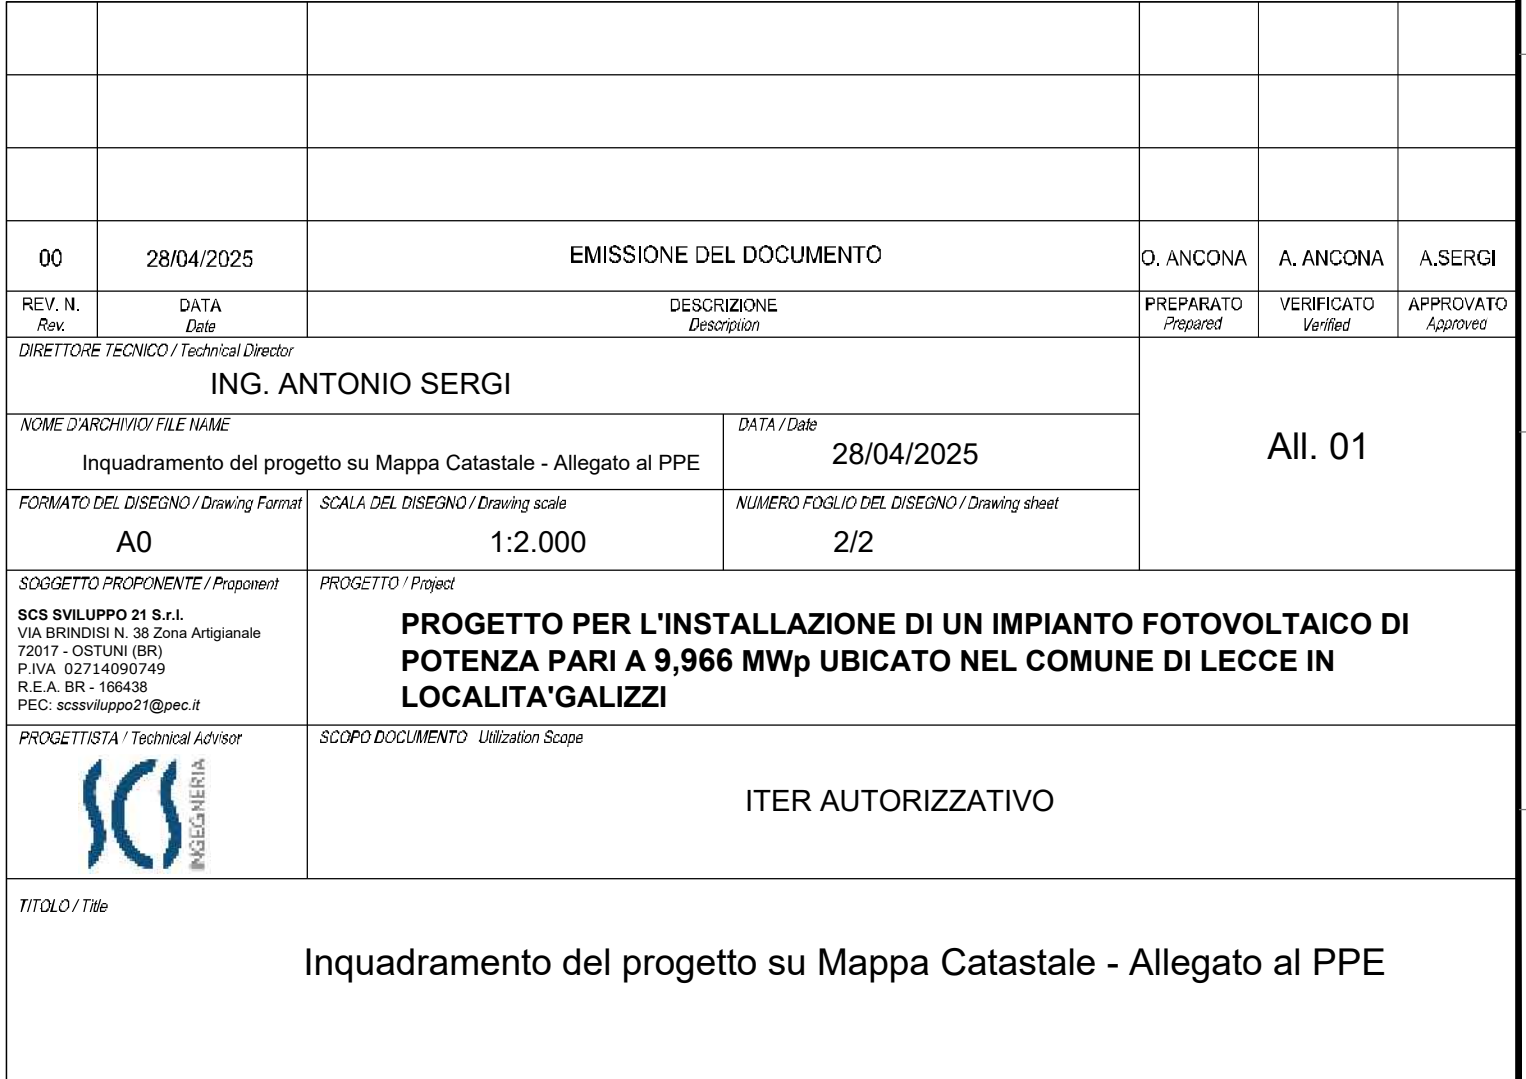 00 28/04/2025 EMISSIONE DEL DOCUMENTO O. ANCONA A. ANCONA A.SERGI
REV. N. DATA DESCRIZIONE PREPARATO VERIFICATO APPROVATO
Rev. Date Description Prepared Verified Approved
DIRETTORE TECNICO / Technical Director
ING. ANTONIO SERGI
All. 01
NOME D'ARCHIVIO/ FILE NAME
Inquadramento del progetto su Mappa Catastale - Allegato al PPE
DATA / Date
28/04/2025
FORMATO DEL DISEGNO / Drawing Format
A0
SCALA DEL DISEGNO / Drawing scale
1:2.000
NUMERO FOGLIO DEL DISEGNO / Drawing sheet
2/2
SOGGETTO PROPONENTE / Proponent
SCS SVILUPPO 21 S.r.l.
VIA BRINDISI N. 38 Zona Artigianale
72017 - OSTUNI (BR)
P.IVA 02714090749
R.E.A. BR - 166438
PEC: scssviluppo21@pec.it
PROGETTO / Project
PROGETTO PER L'INSTALLAZIONE DI UN IMPIANTO FOTOVOLTAICO DI
POTENZA PARI A 9,966 MWp UBICATO NEL COMUNE DI LECCE IN
LOCALITA'GALIZZI
PROGETTISTA / Technical Advisor
SCS
INGEGNERIA
SCOPO DOCUMENTO Utilization Scope
ITER AUTORIZZATIVO
TITOLO / Title
Inquadramento del progetto su Mappa Catastale - Allegato al PPE